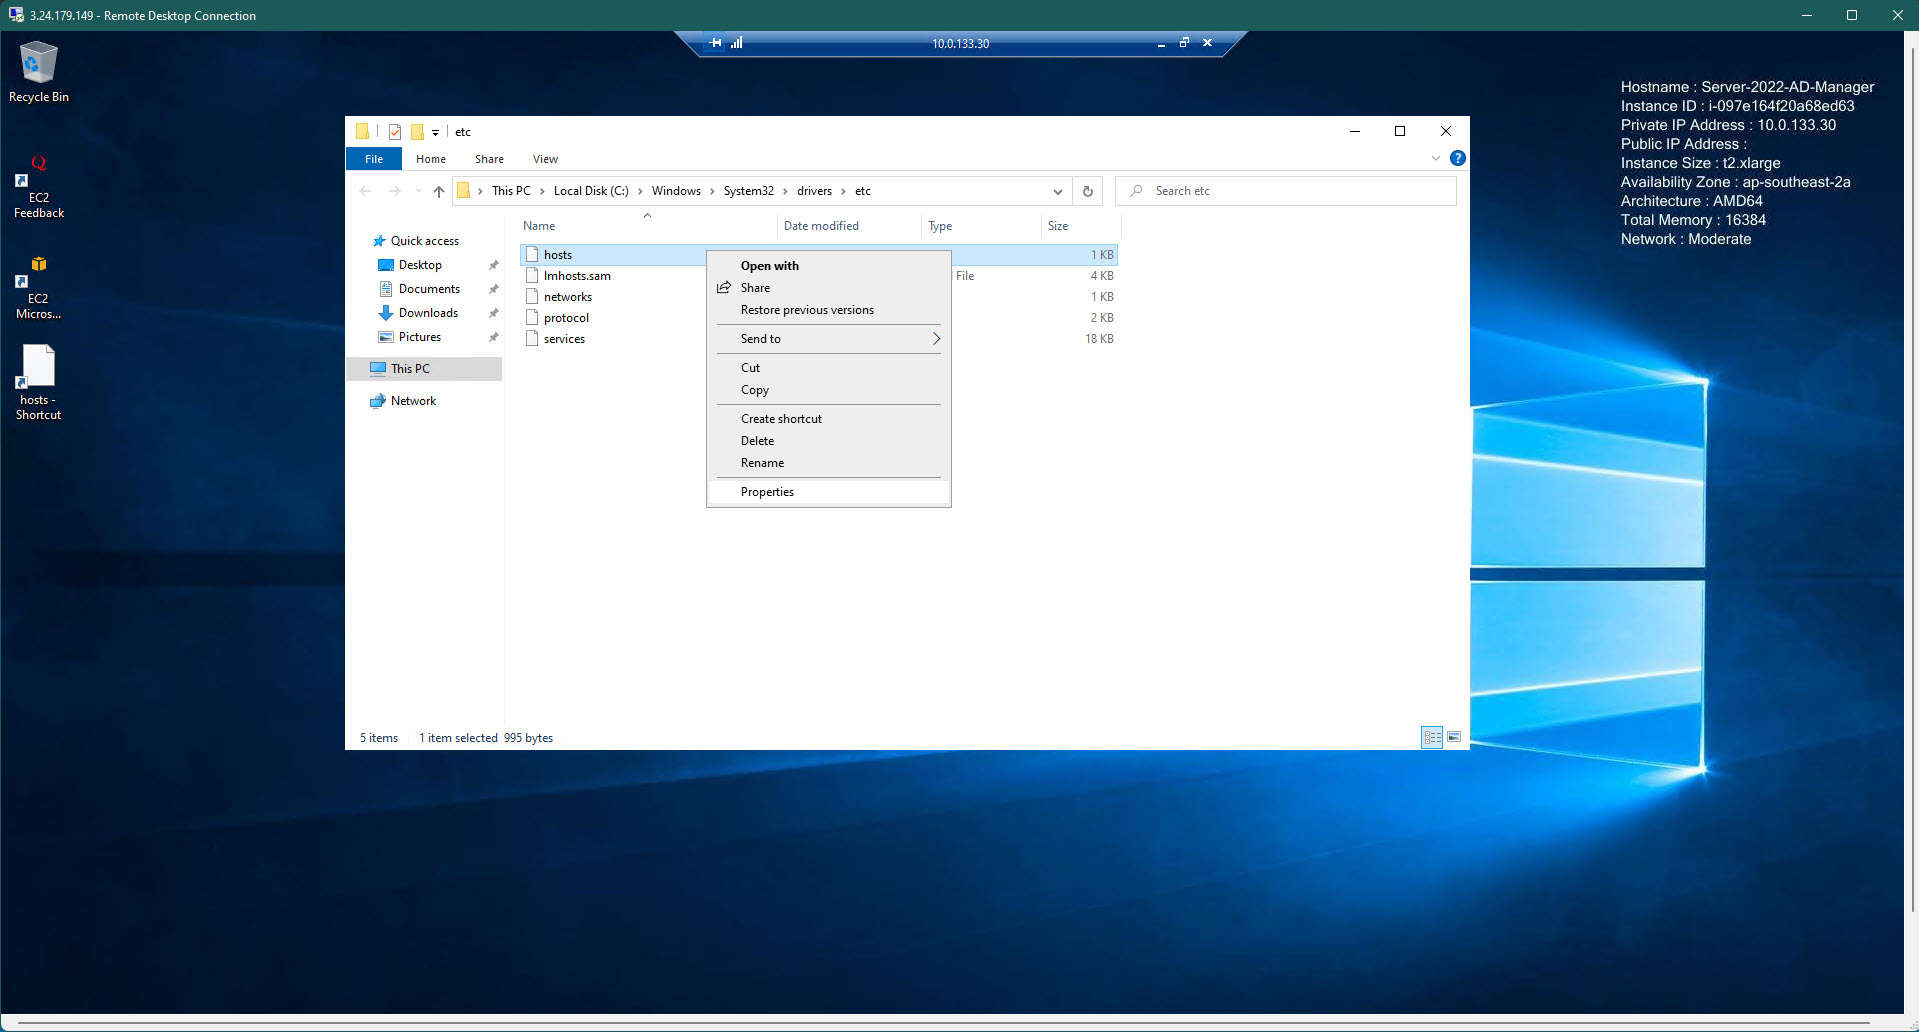 3.24.179.149 - Remote Desktop Connection
10.0.133.30
Recycle Bin
EC2
Feedback
EC2
Micros...
hosts -
Shortcut
Hostname : Server-2022-AD-Manager
Instance ID : i-097e164f20a68ed63
Private IP Address : 10.0.133.30
Public IP Address :
Instance Size : t2.xlarge
Availability Zone : ap-southeast-2a
Architecture : AMD64
Total Memory : 16384
Network : Moderate
etc
File Home Share View
This PC > Local Disk (C:) > Windows > System32 > drivers > etc
Search etc
Quick access
Desktop
Documents
Downloads
Pictures
This PC
Network
Name Date modified Type Size
hosts 1 KB
lmhosts.sam File 4 KB
networks 1 KB
protocol 2 KB
services 18 KB
Open with
Share
Restore previous versions
Send to
Cut
Copy
Create shortcut
Delete
Rename
Properties
5 items 1 item selected 995 bytes